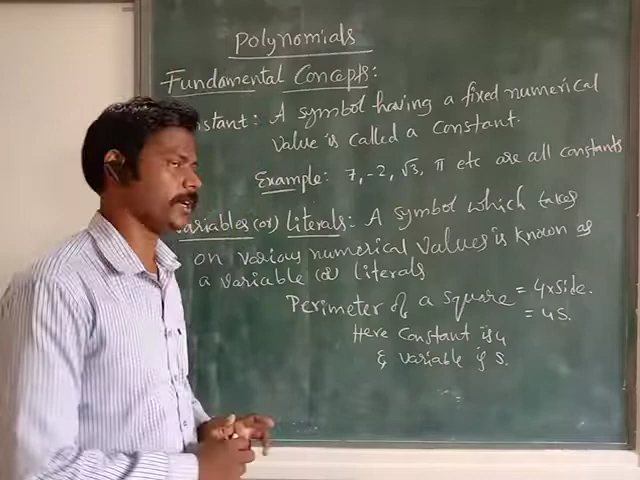 Polynomials
Fundamental Concepts:
nstant: A symbol having a fixed numerical
value is called a constant.
Example: 7, -2, √3, π etc are all constants
Variables (or) Literals: A symbol which takes
on various numerical values is known as
a variable (or) literals
Perimeter of a square = 4×side.
= 4s.
Here Constant is 4
& variable is s.